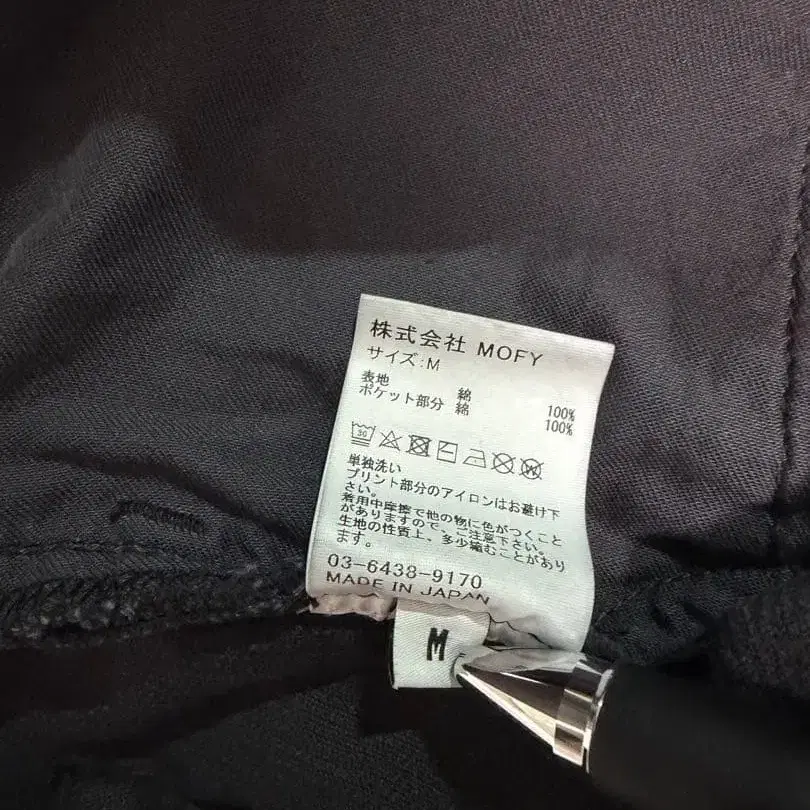 株式会社 MOFY
サイズ:M
表地 綿 100%
ポケット部分 綿 100%
30
W
単独洗い
プリント部分のアイロンはお避け下
さい。
着用中摩擦で他の物に色がつくこと
がありますので、ご注意下さい。
生地の性質上、多少縮むことがあり
ます。
03-6438-9170
MADE IN JAPAN
M